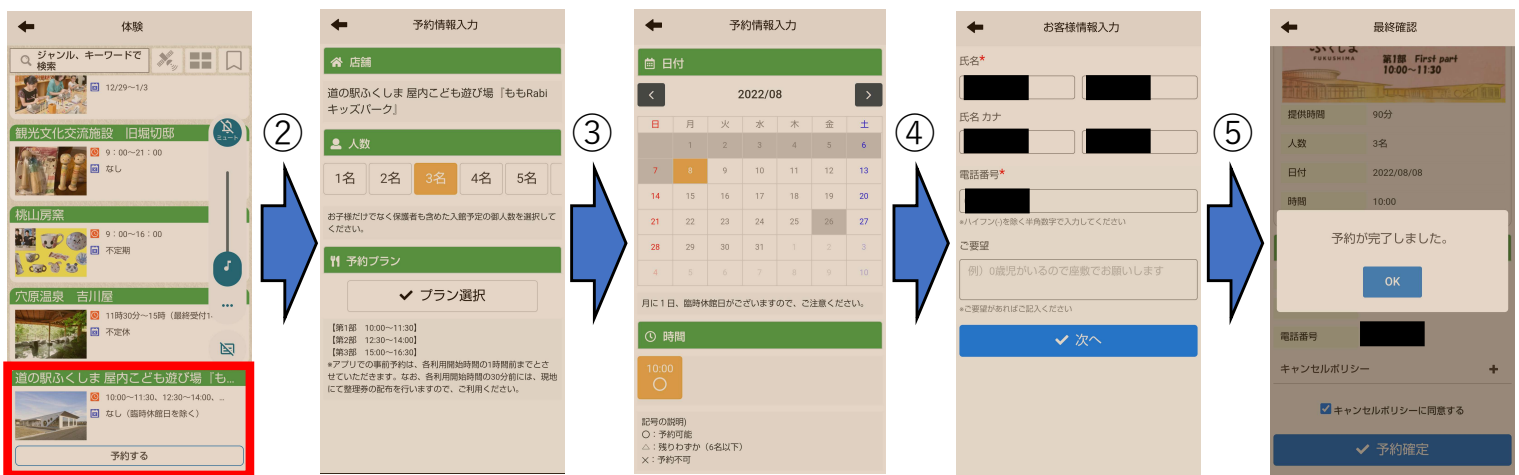 体験
ジャンル、キーワードで
検索
12/29～1/3
観光文化交流施設　旧堀切邸
9：00～21：00
なし
ミュート
桃山房窯
9：00～16：00
不定期
穴原温泉　吉川屋
11時30分～15時（最終受付1
不定休
道の駅ふくしま 屋内こども遊び場『も...
10:00～11:30、12:30～14:00、...
なし（臨時休館日を除く）
予約する
②
予約情報入力
店舗
道の駅ふくしま 屋内こども遊び場『ももRabi
キッズパーク』
人数
1名 2名 3名 4名 5名
お子様だけでなく保護者も含めた入館予定の御人数を選択して
ください。
予約プラン
プラン選択
【第1部　10:00～11:30】
【第2部　12:30～14:00】
【第3部　15:00～16:30】
*アプリでの事前予約は、各利用開始時間の1時間前までとさ
せていただきます。なお、各利用開始時間の30分前には、現地
にて整理券の配布を行いますので、ご利用ください。
③
予約情報入力
日付
2022/08
日 月 火 水 木 金 土
1 2 3 4 5 6
7 8 9 10 11 12 13
14 15 16 17 18 19 20
21 22 23 24 25 26 27
28 29 30 31 1 2 3
4 5 6 7 8 9 10
月に1日、臨時休館日がございますので、ご注意ください。
時間
10:00
○
記号の説明)
○：予約可能
△：残りわずか（6名以下）
×：予約不可
④
お客様情報入力
氏名*
氏名 カナ
電話番号*
*ハイフン(-)を除く半角数字で入力してください
ご要望
例）0歳児がいるので座敷でお願いします
*ご要望があればご記入ください
次へ
⑤
最終確認
ふくしま
FUKUSHIMA
第1部　First part
10:00～11:30
提供時間 90分
人数 3名
日付 2022/08/08
時間 10:00
予約が完了しました。
OK
電話番号
キャンセルポリシー +
キャンセルポリシーに同意する
予約確定